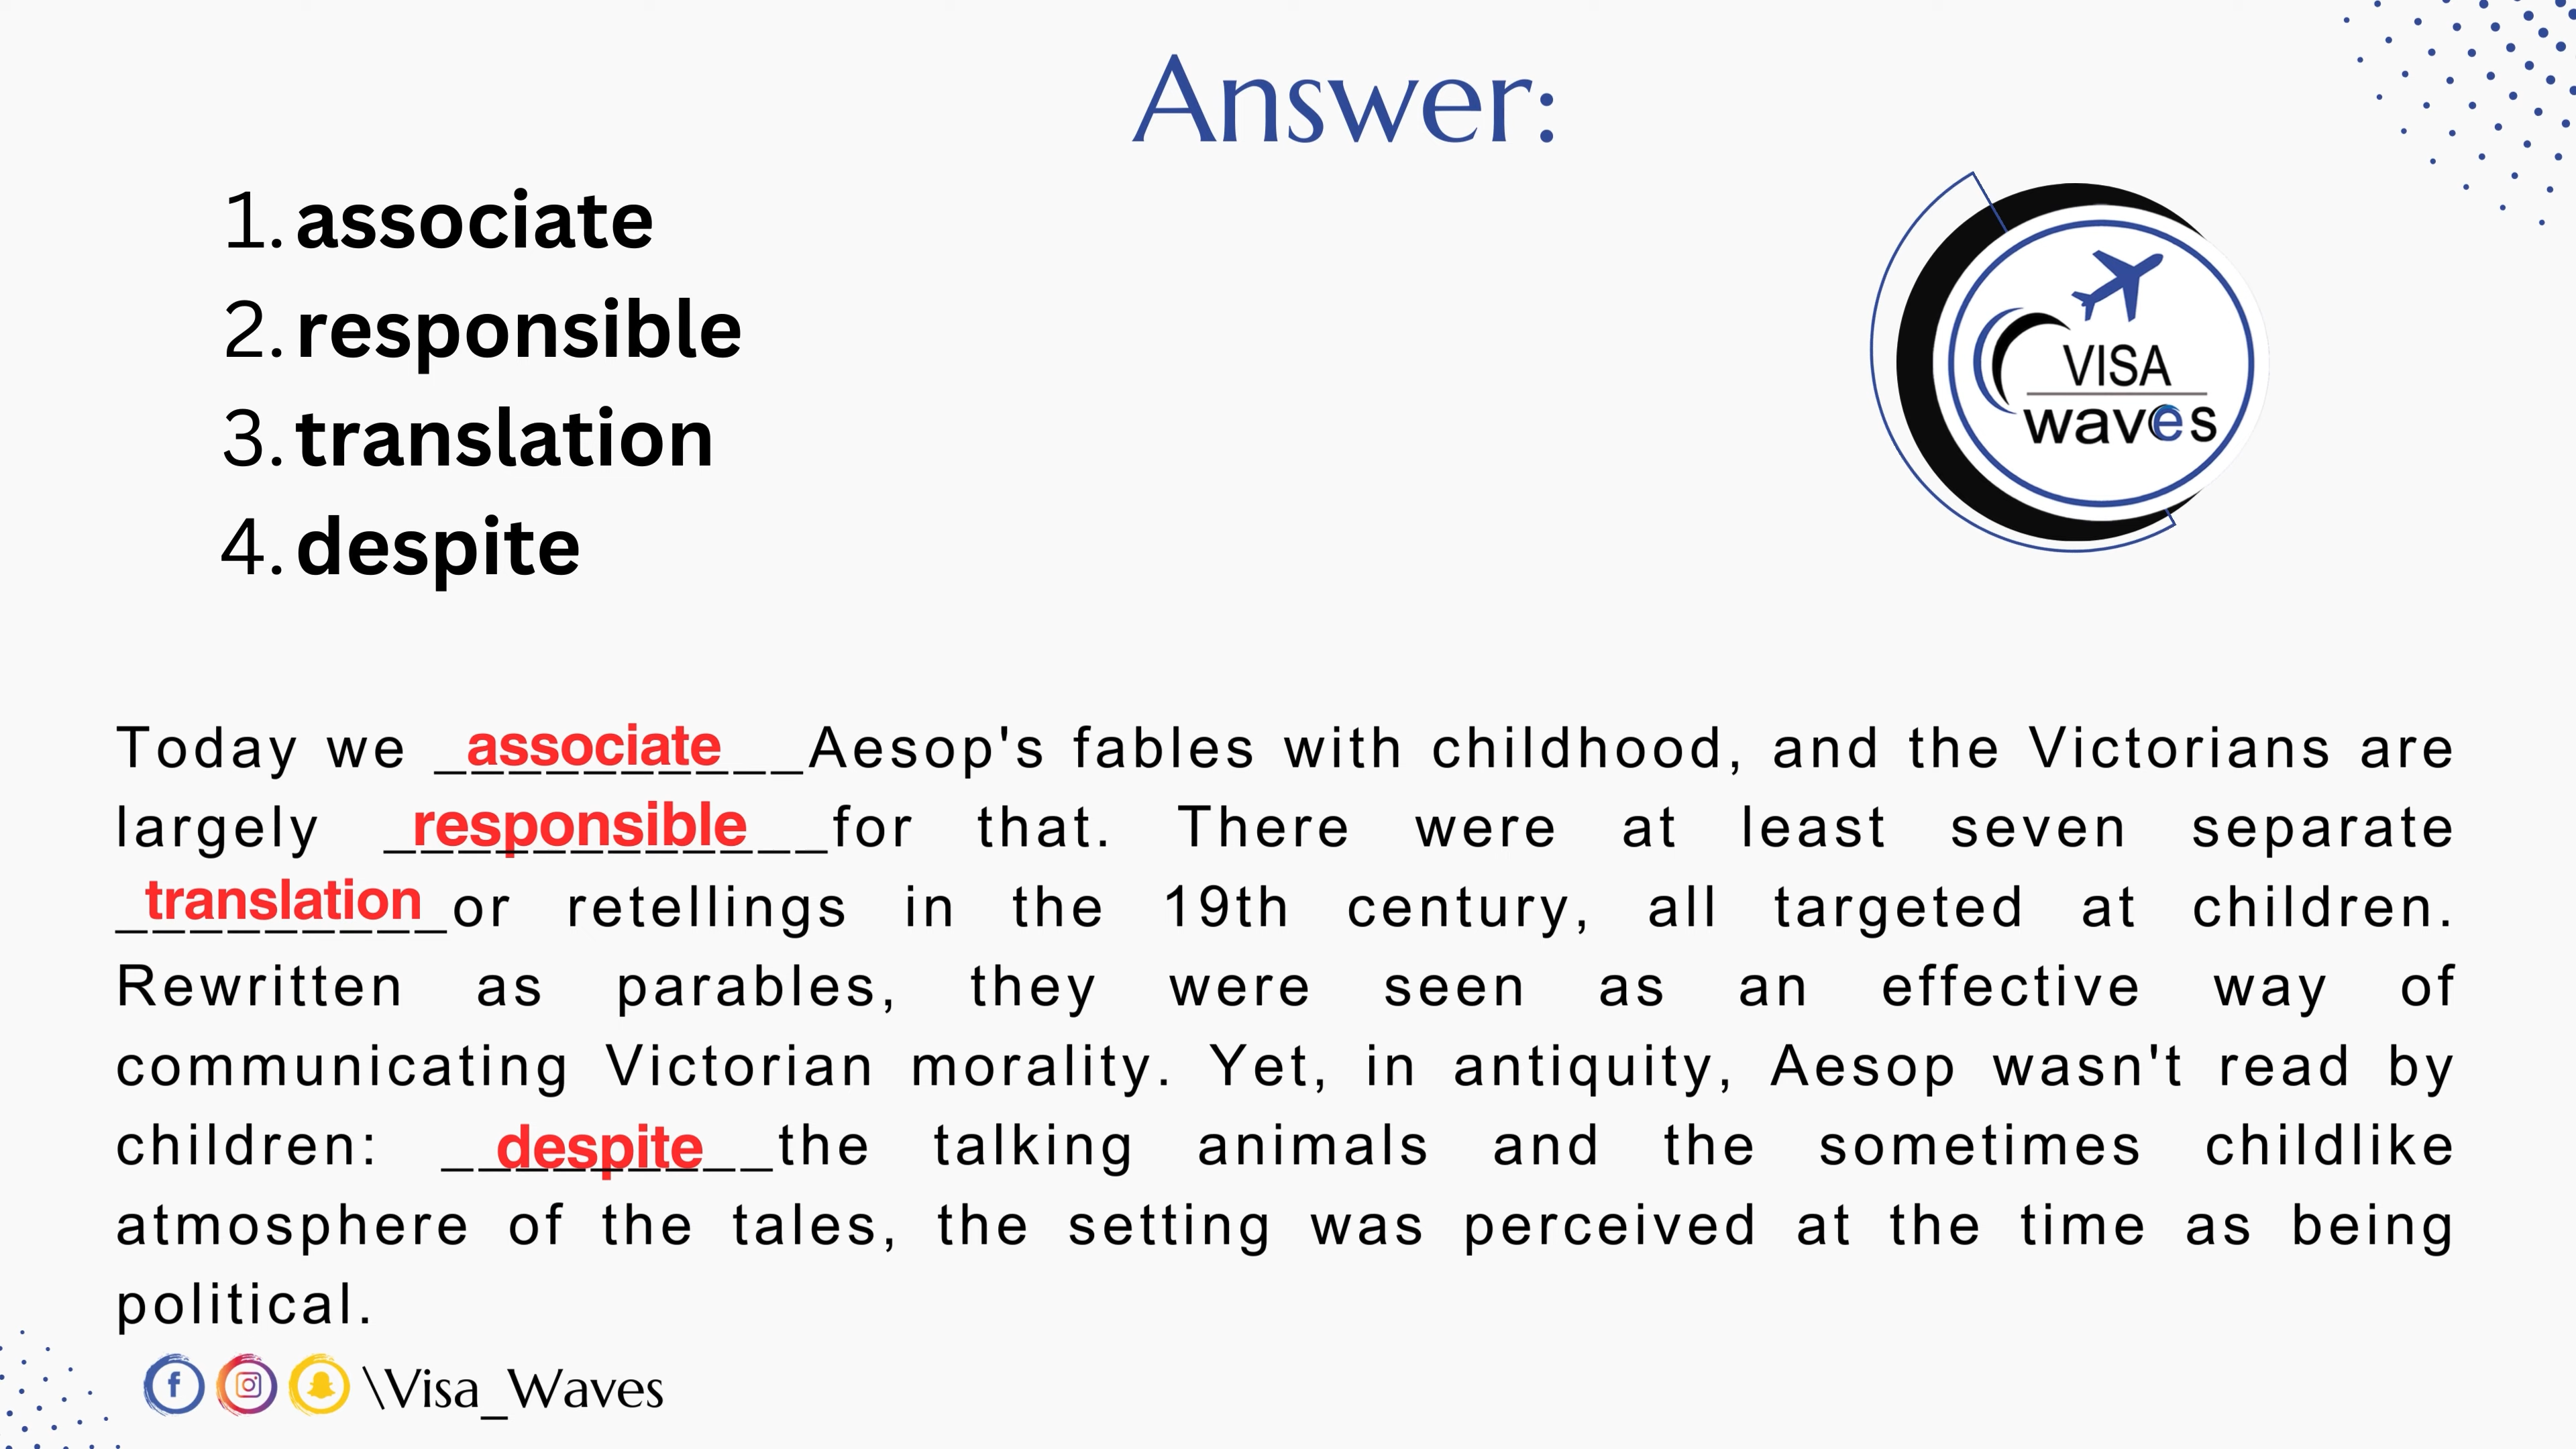 Answer:
1. associate
2. responsible
3. translation
4. despite
VISA
waves
Today we _associate__Aesop's fables with childhood, and the Victorians are
largely _responsible__for that. There were at least seven separate
_translation_or retellings in the 19th century, all targeted at children.
Rewritten as parables, they were seen as an effective way of
communicating Victorian morality. Yet, in antiquity, Aesop wasn't read by
children: _despite__the talking animals and the sometimes childlike
atmosphere of the tales, the setting was perceived at the time as being
political.
\Visa_Waves